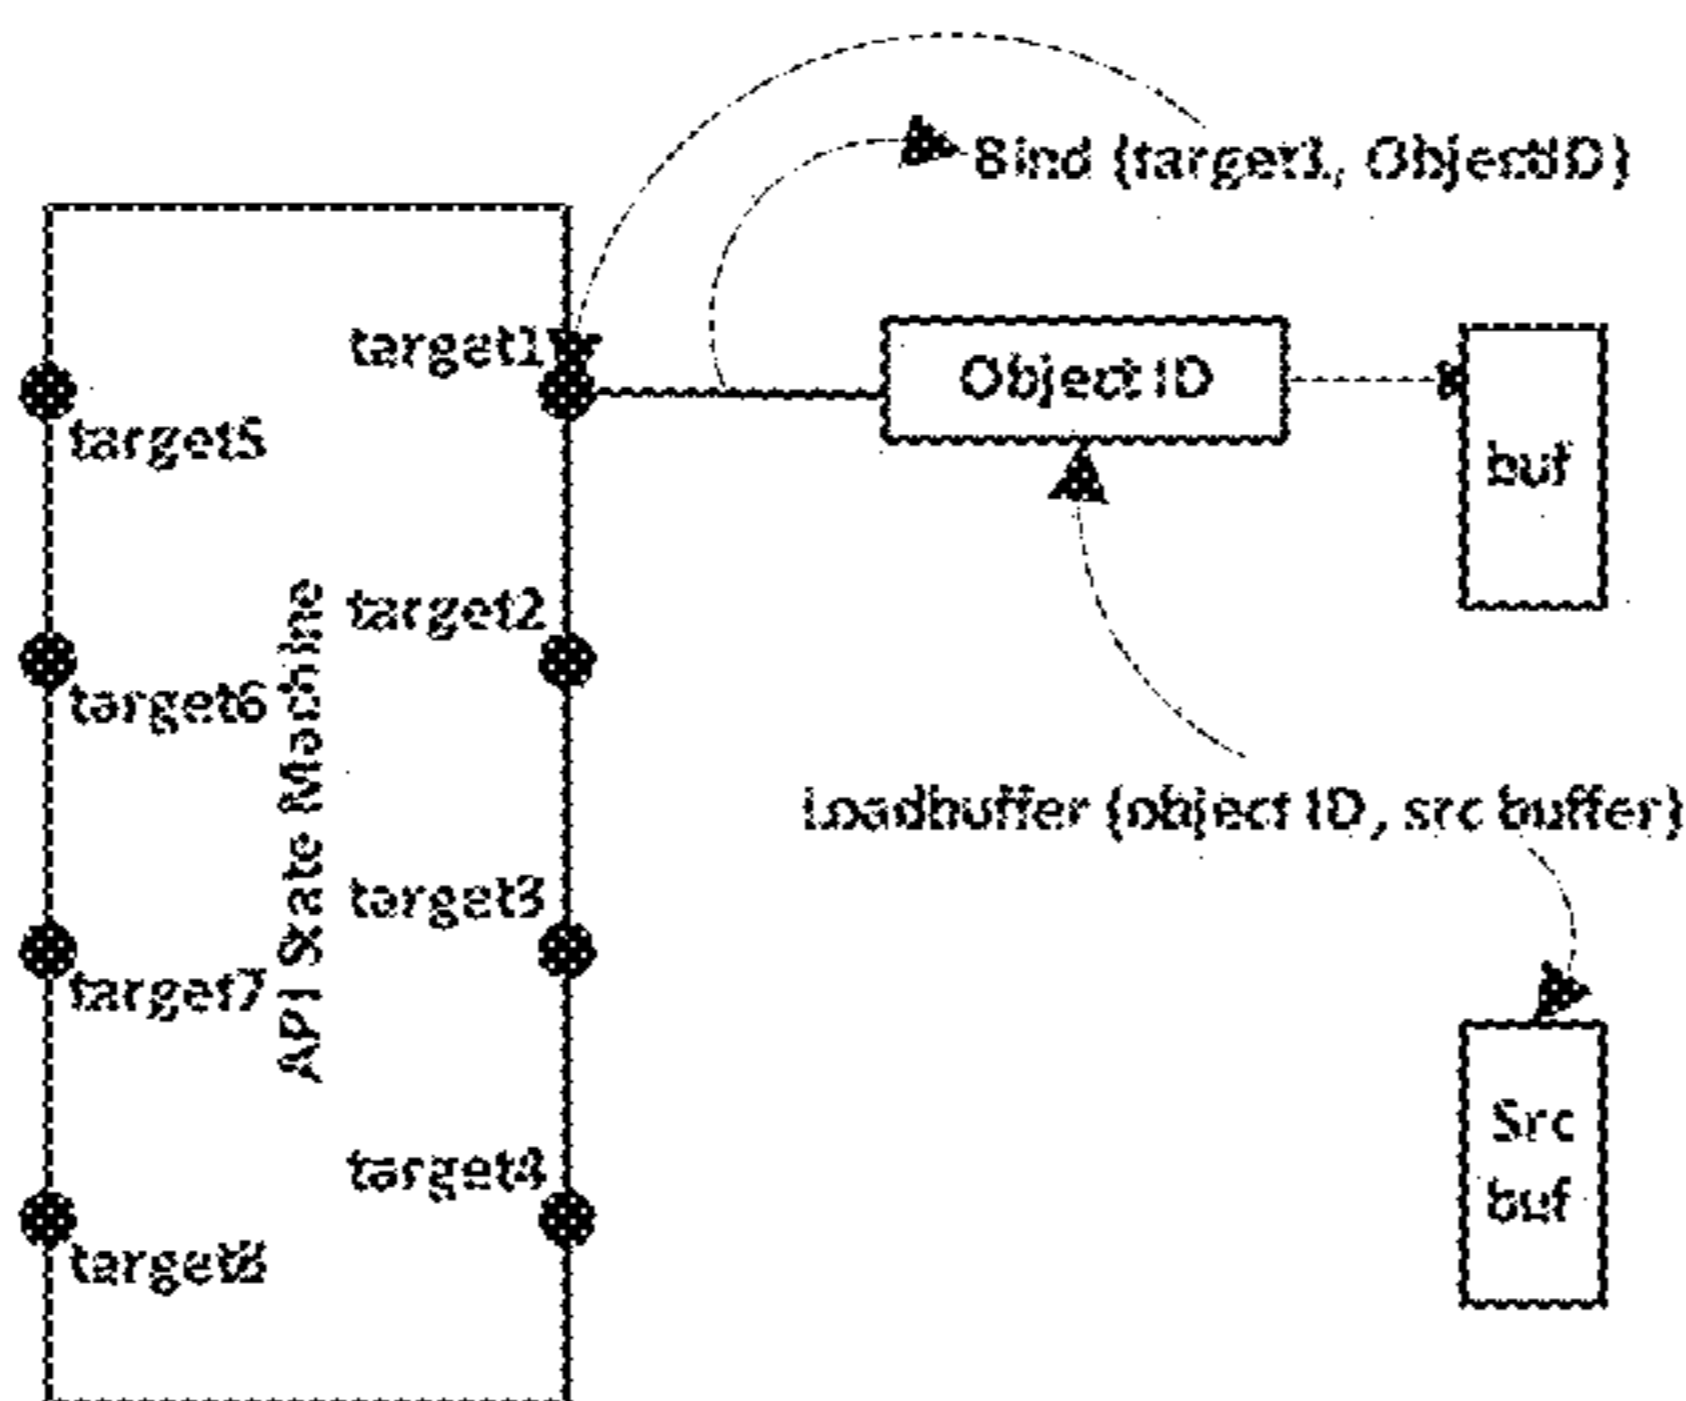 Bind (target1, ObjectID)
target1
Object ID
target5
buf
target2
target6
API State Machine
Loadbuffer (object ID, src buffer)
target3
target7
Src
buf
target4
target8